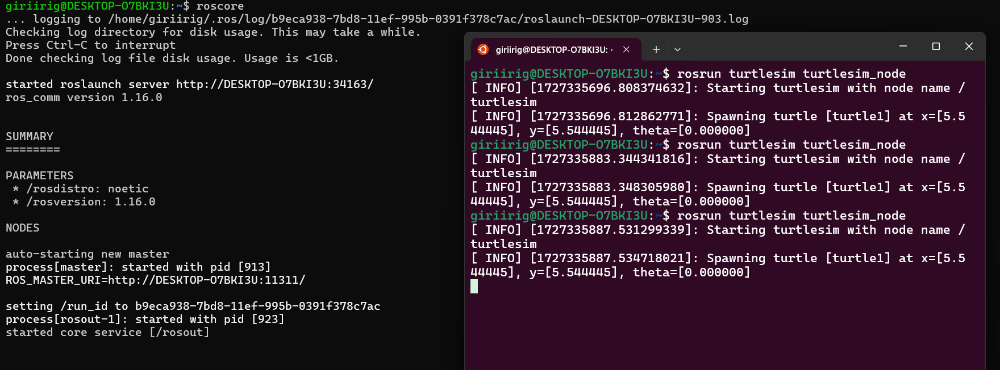 giriirig@DESKTOP-O7BKI3U:~$ roscore
... logging to /home/giriirig/.ros/log/b9eca938-7bd8-11ef-995b-0391f378c7ac/roslaunch-DESKTOP-O7BKI3U-903.log
Checking log directory for disk usage. This may take a while.
Press Ctrl-C to interrupt
Done checking log file disk usage. Usage is <1GB.
started roslaunch server http://DESKTOP-O7BKI3U:34163/
ros_comm version 1.16.0
SUMMARY
========
PARAMETERS
* /rosdistro: noetic
* /rosversion: 1.16.0
NODES
auto-starting new master
process[master]: started with pid [913]
ROS_MASTER_URI=http://DESKTOP-O7BKI3U:11311/
setting /run_id to b9eca938-7bd8-11ef-995b-0391f378c7ac
process[rosout-1]: started with pid [923]
started core service [/rosout]
giriirig@DESKTOP-O7BKI3U: ~
giriirig@DESKTOP-O7BKI3U:~$ rosrun turtlesim turtlesim_node
[ INFO] [1727335696.808374632]: Starting turtlesim with node name /
turtlesim
[ INFO] [1727335696.812862771]: Spawning turtle [turtle1] at x=[5.5
44445], y=[5.544445], theta=[0.000000]
giriirig@DESKTOP-O7BKI3U:~$ rosrun turtlesim turtlesim_node
[ INFO] [1727335883.344341816]: Starting turtlesim with node name /
turtlesim
[ INFO] [1727335883.348305980]: Spawning turtle [turtle1] at x=[5.5
44445], y=[5.544445], theta=[0.000000]
giriirig@DESKTOP-O7BKI3U:~$ rosrun turtlesim turtlesim_node
[ INFO] [1727335887.531299339]: Starting turtlesim with node name /
turtlesim
[ INFO] [1727335887.534718021]: Spawning turtle [turtle1] at x=[5.5
44445], y=[5.544445], theta=[0.000000]